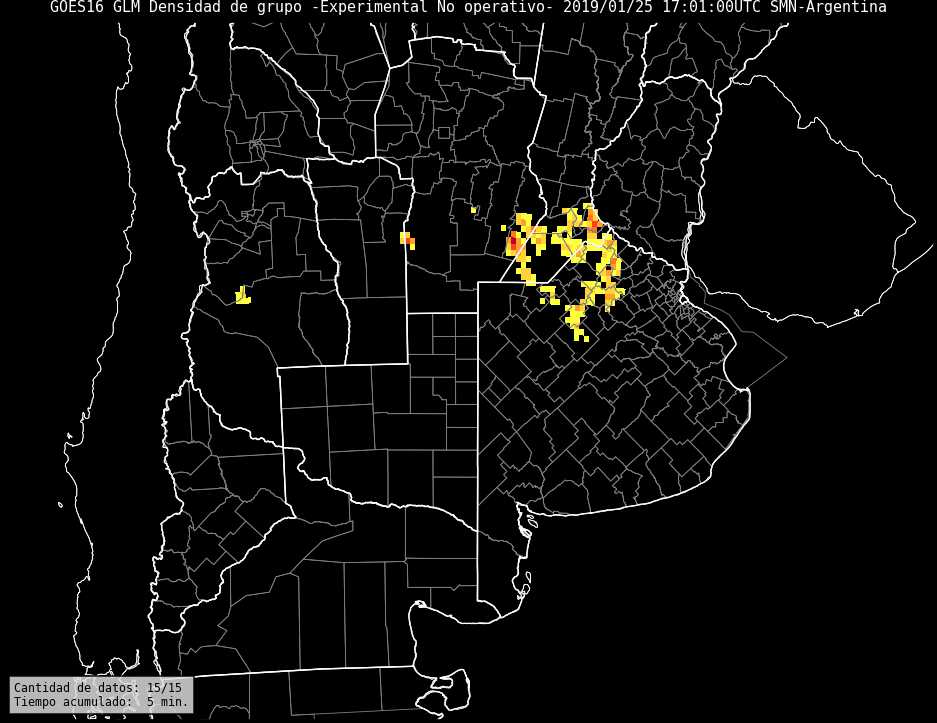 GOES16 GLM Densidad de grupo -Experimental No operativo- 2019/01/25 17:01:00UTC SMN-Argentina
Cantidad de datos: 15/15
Tiempo acumulado:  5 min.